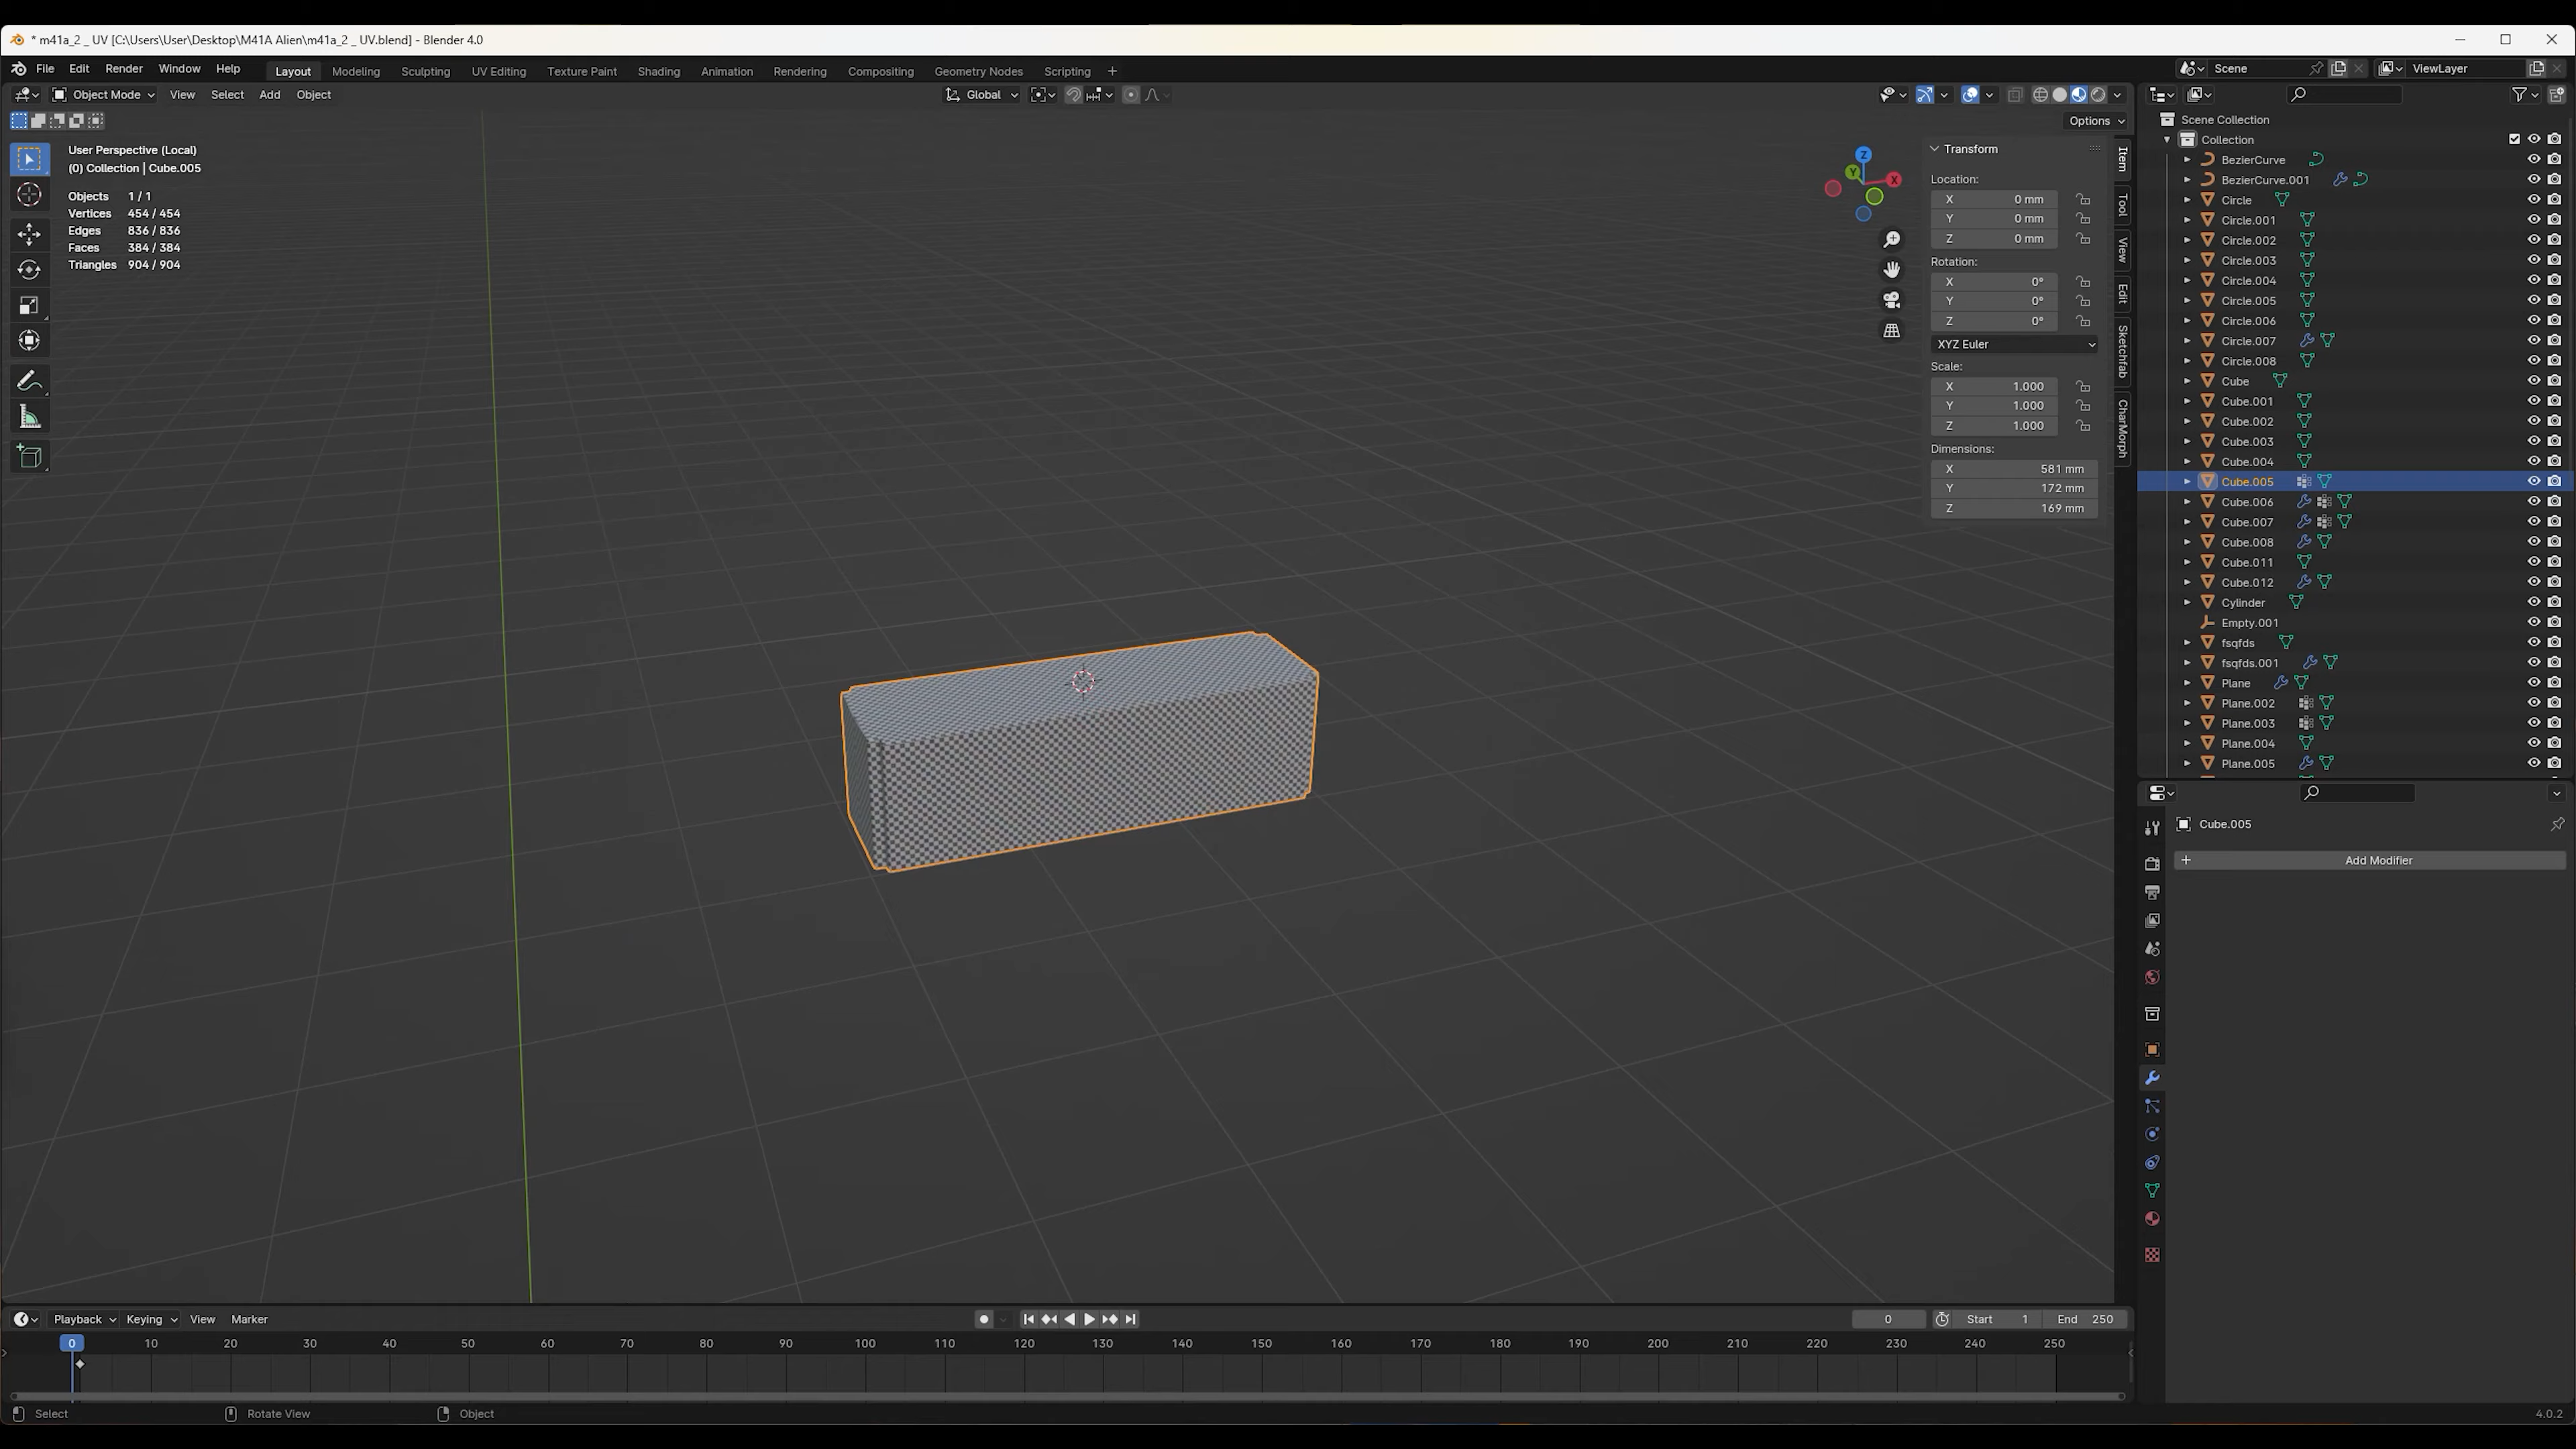 * m41a_2 _ UV [C:\Users\User\Desktop\M41A Alien\m41a_2 _ UV.blend] - Blender 4.0
File Edit Render Window Help Layout Modeling Sculpting UV Editing Texture Paint Shading Animation Rendering Compositing Geometry Nodes Scripting + Scene ViewLayer
Object Mode View Select Add Object Global
Options
User Perspective (Local)
(0) Collection | Cube.005
Objects 1 / 1
Vertices 454 / 454
Edges 836 / 836
Faces 384 / 384
Triangles 904 / 904
Z
Y
X
Transform
Location:
X 0 mm
Y 0 mm
Z 0 mm
Rotation:
X 0°
Y 0°
Z 0°
XYZ Euler
Scale:
X 1.000
Y 1.000
Z 1.000
Dimensions:
X 581 mm
Y 172 mm
Z 169 mm
Item
Tool
View
Edit
Sketchfab
CharMorph
Scene Collection
Collection
BezierCurve
BezierCurve.001
Circle
Circle.001
Circle.002
Circle.003
Circle.004
Circle.005
Circle.006
Circle.007
Circle.008
Cube
Cube.001
Cube.002
Cube.003
Cube.004
Cube.005
Cube.006
Cube.007
Cube.008
Cube.011
Cube.012
Cylinder
Empty.001
fsqfds
fsqfds.001
Plane
Plane.002
Plane.003
Plane.004
Plane.005
Cube.005
+ Add Modifier
Playback Keying View Marker 0 Start 1 End 250
0 10 20 30 40 50 60 70 80 90 100 110 120 130 140 150 160 170 180 190 200 210 220 230 240 250
Select Rotate View Object 4.0.2